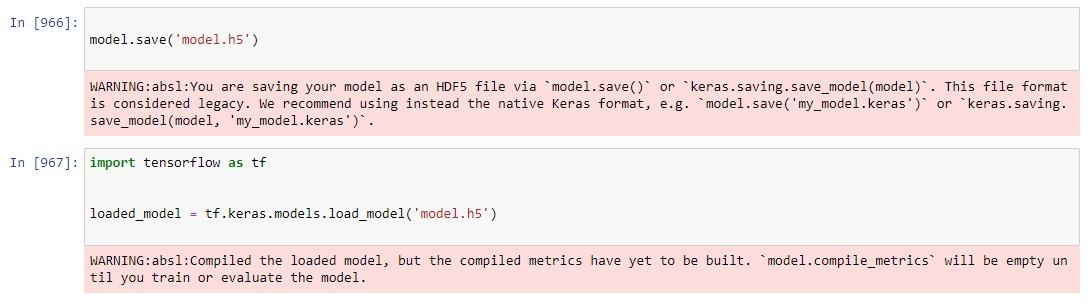 In [966]:
model.save('model.h5')
WARNING:absl:You are saving your model as an HDF5 file via `model.save()` or `keras.saving.save_model(model)`. This file format
is considered legacy. We recommend using instead the native Keras format, e.g. `model.save('my_model.keras')` or `keras.saving.
save_model(model, 'my_model.keras')`.
In [967]: import tensorflow as tf
loaded_model = tf.keras.models.load_model('model.h5')
WARNING:absl:Compiled the loaded model, but the compiled metrics have yet to be built. `model.compile_metrics` will be empty un
til you train or evaluate the model.